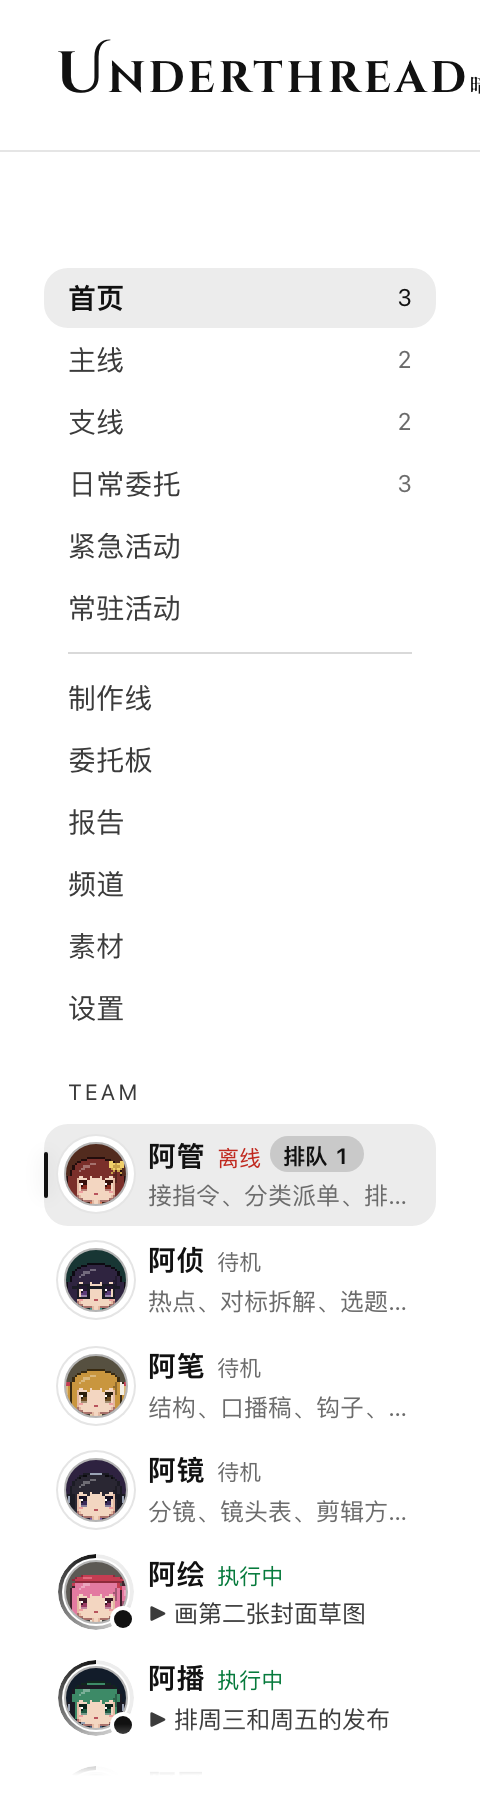 UNDERTHREAD
首页 3
主线 2
支线 2
日常委托 3
紧急活动
常驻活动
制作线
委托板
报告
频道
素材
设置
TEAM
阿管 离线 排队 1
接指令、分类派单、排...
阿侦 待机
热点、对标拆解、选题...
阿笔 待机
结构、口播稿、钩子、...
阿镜 待机
分镜、镜头表、剪辑方...
阿绘 执行中
▶ 画第二张封面草图
阿播 执行中
▶ 排周三和周五的发布